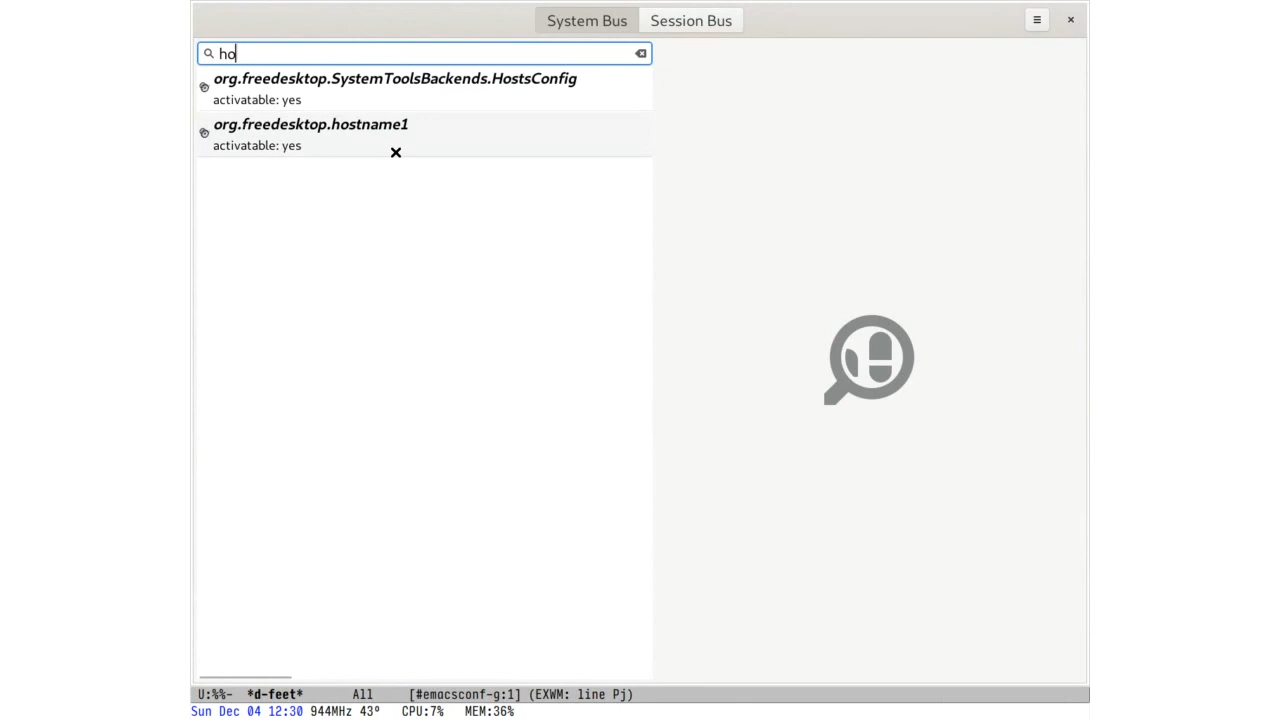 System Bus Session Bus
ho
org.freedesktop.SystemToolsBackends.HostsConfig
activatable: yes
org.freedesktop.hostname1
activatable: yes
U:%%- *d-feet* All [#emacsconf-g:1] (EXWM: line Pj)
Sun Dec 04 12:30 944MHz 43° CPU:7% MEM:36%